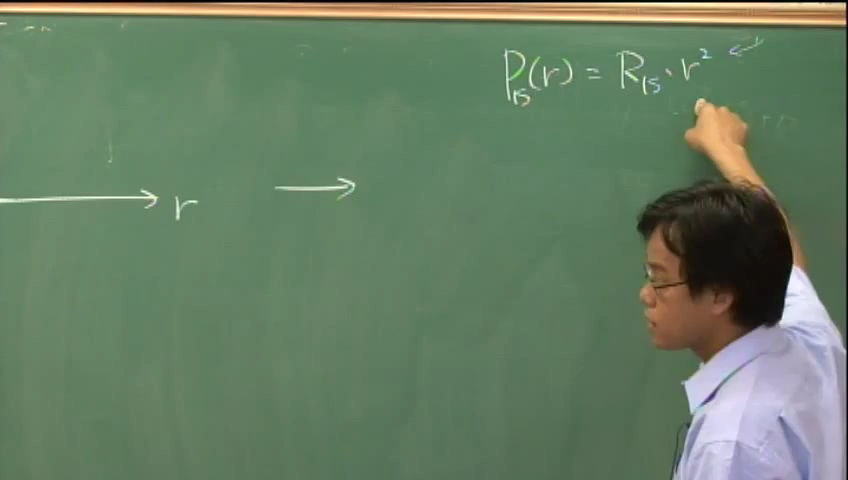 P₁ₛ(r) = R₁ₛ · r²
r